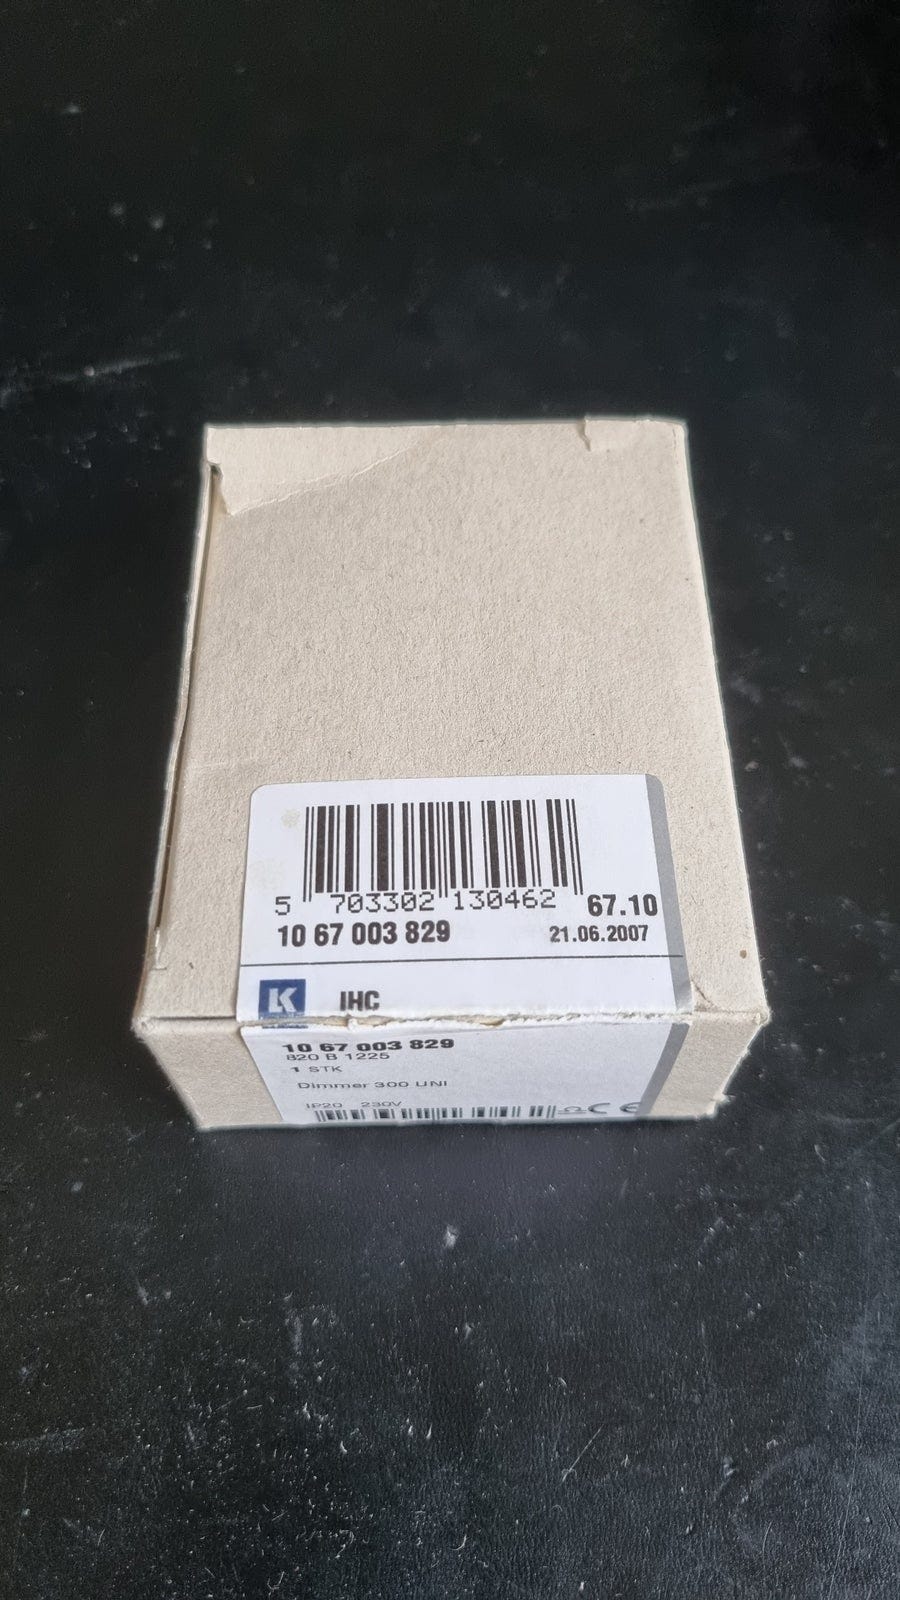 5 703302 130462 67.10
10 67 003 829 21.06.2007
K IHC
10 67 003 829
820 B 1225
1 STK
Dimmer 300 UNI
IP20 230V
CE